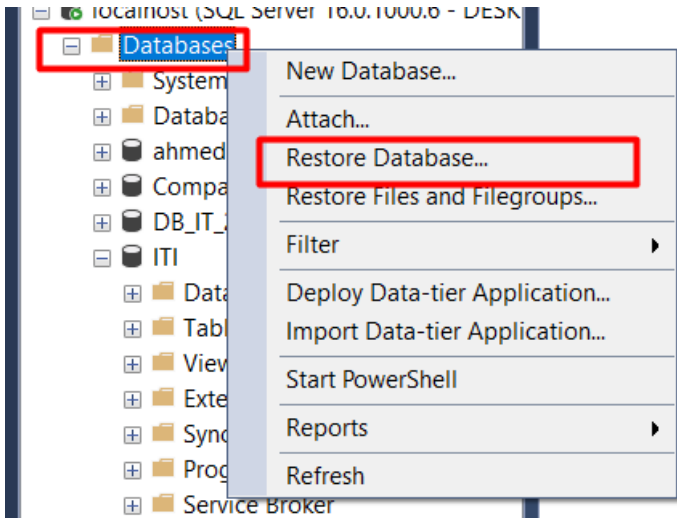 localhost (SQL Server 16.0.1000.6 - DESK
Databases
System
Databa
ahmed
Compa
DB_IT_
ITI
Data
Tabl
View
Exte
Sync
Prog
Service Broker
New Database...
Attach...
Restore Database...
Restore Files and Filegroups...
Filter
Deploy Data-tier Application...
Import Data-tier Application...
Start PowerShell
Reports
Refresh